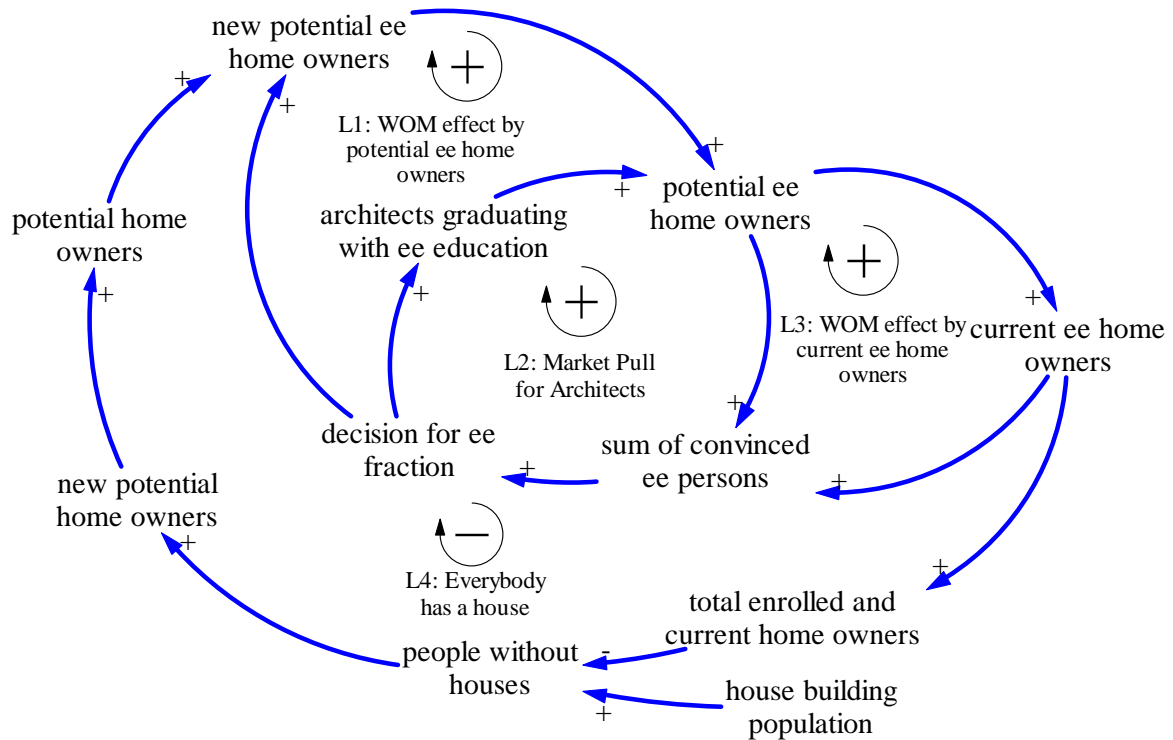 new potential ee
home owners
+
+
+
L1: WOM effect by
potential ee home
owners
+
potential ee
home owners
+
architects graduating
with ee education
potential home
owners
+
+
+
L3: WOM effect by
current ee home
owners
+
current ee home
owners
+
L2: Market Pull
for Architects
+
decision for ee
fraction
+
sum of convinced
ee persons
+
new potential
home owners
+
−
L4: Everybody
has a house
+
total enrolled and
current home owners
-
people without
houses
+
house building
population